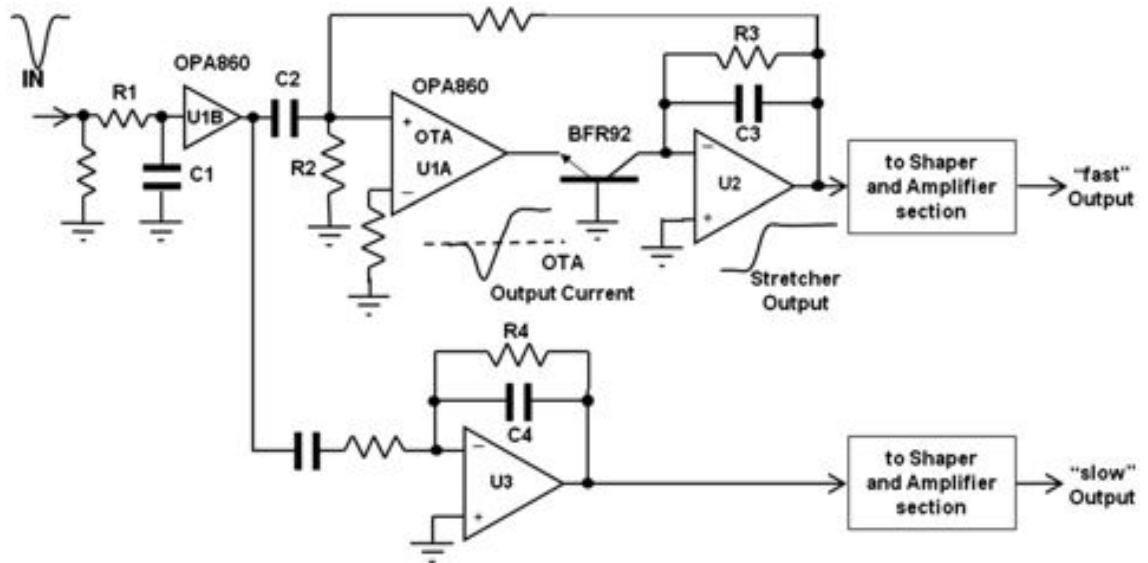 IN
R1
OPA860
U1B
C1
C2
R2
OPA860
+
OTA
U1A
−
BFR92
R3
C3
−
U2
+
OTA
Output Current
Stretcher
Output
to Shaper
and Amplifier
section
“fast”
Output
R4
C4
−
U3
+
to Shaper
and Amplifier
section
“slow”
Output